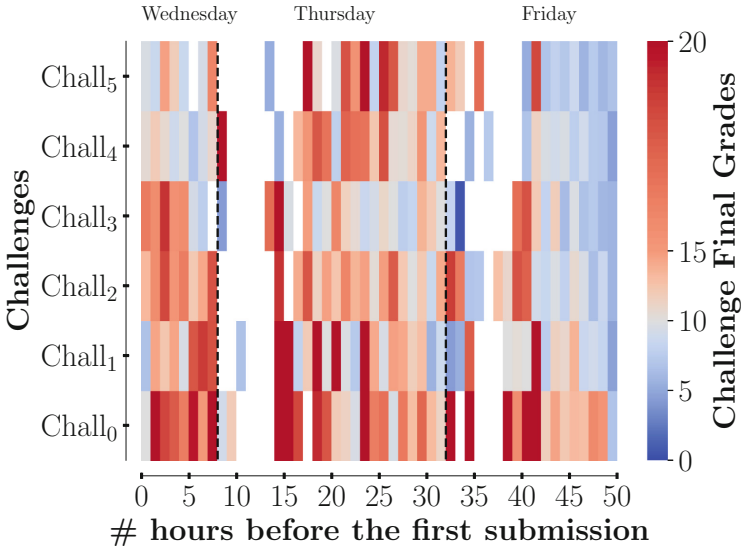 Wednesday Thursday Friday
Chall5
Chall4
Chall3
Chall2
Chall1
Chall0
Challenges
0 5 10 15 20 25 30 35 40 45 50
# hours before the first submission
20
15
10
5
0
Challenge Final Grades